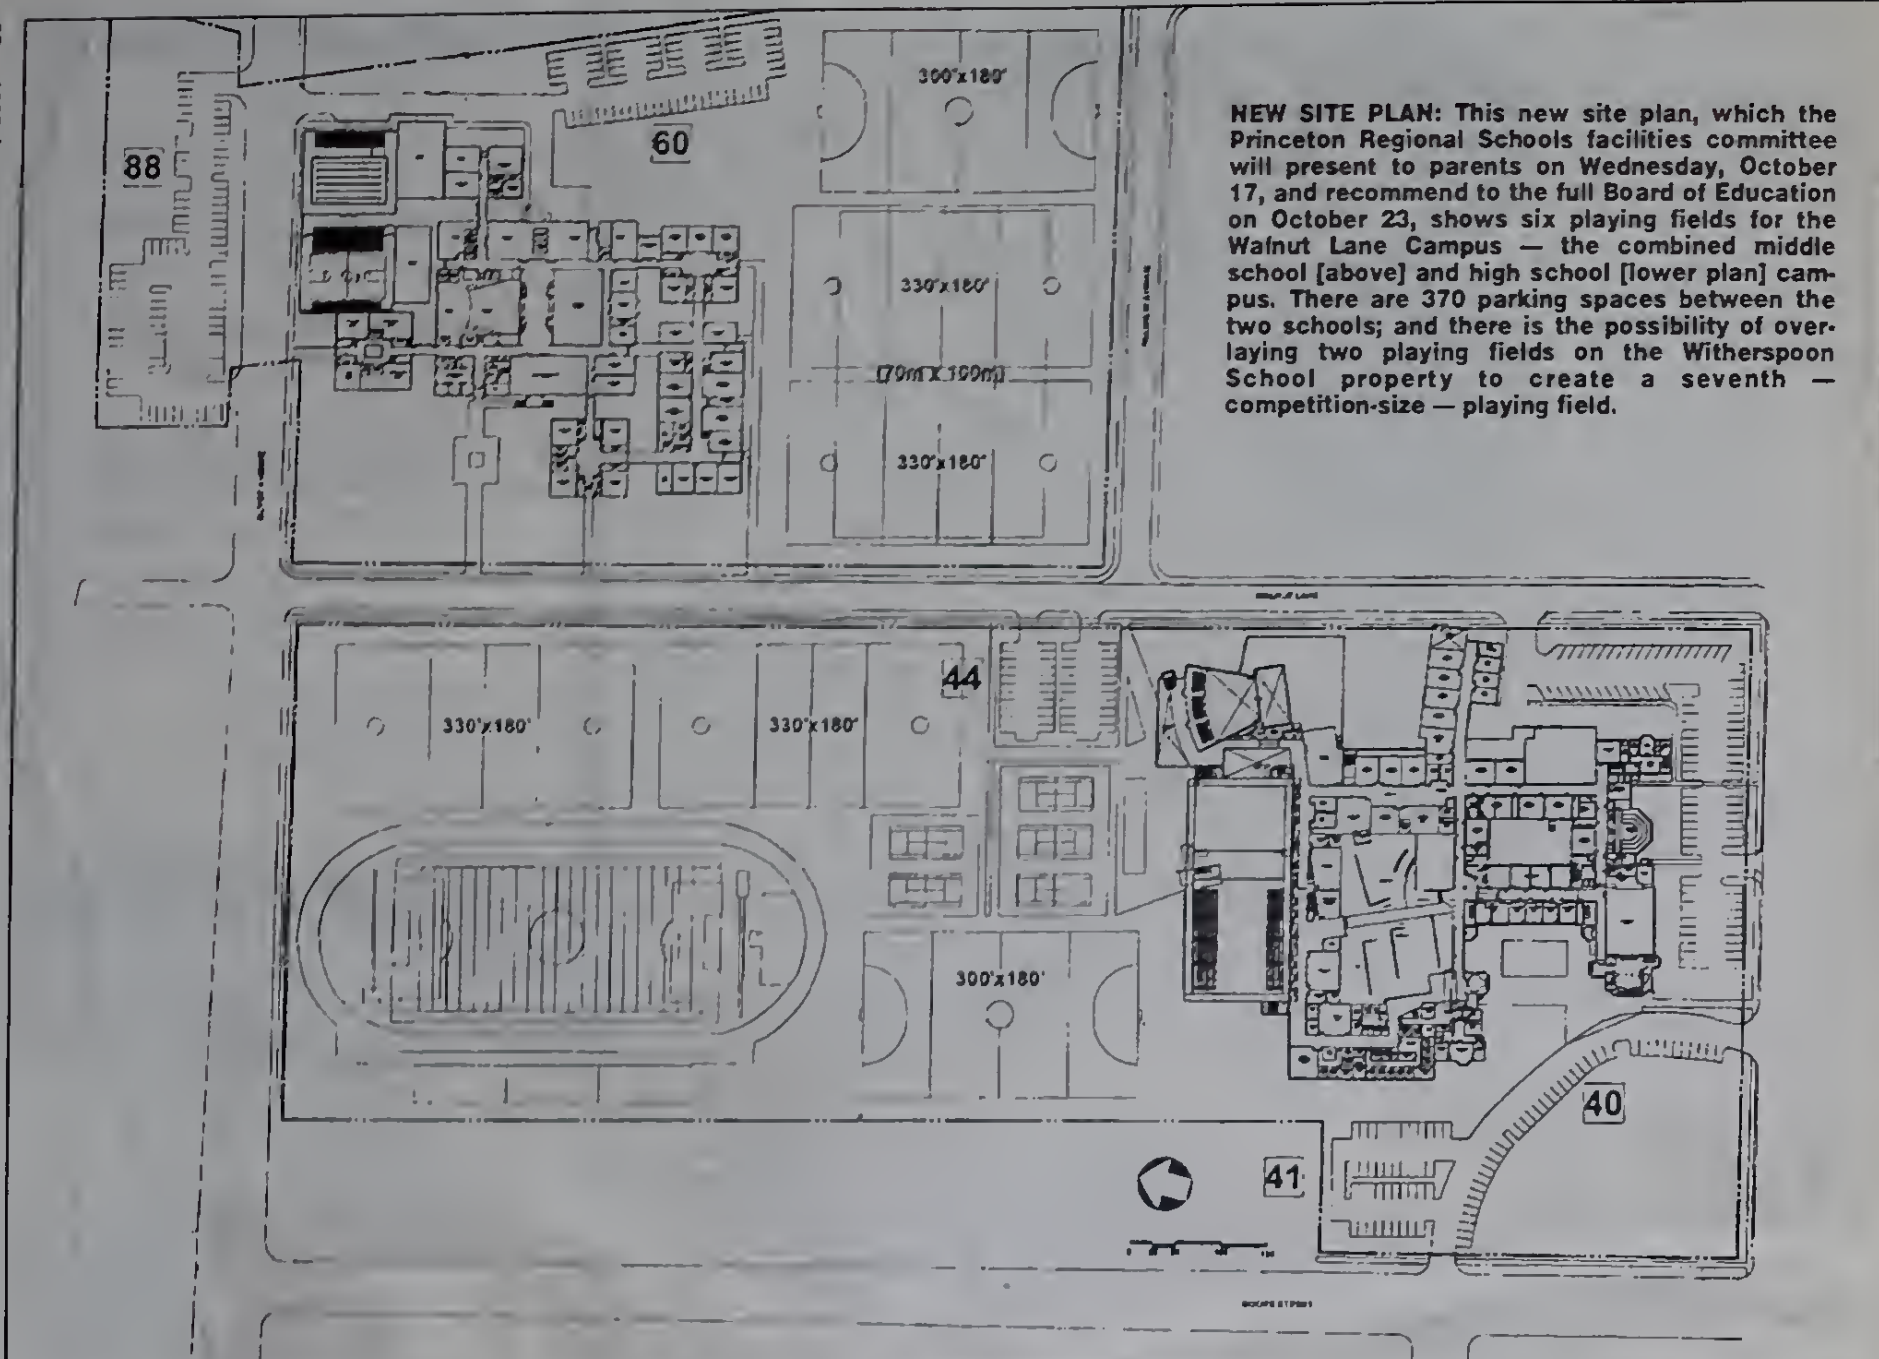 NEW SITE PLAN: This new site plan, which the
Princeton Regional Schools facilities committee
will present to parents on Wednesday, October
17, and recommend to the full Board of Education
on October 23, shows six playing fields for the
Walnut Lane Campus — the combined middle
school [above] and high school [lower plan] cam-
pus. There are 370 parking spaces between the
two schools; and there is the possibility of over-
laying two playing fields on the Witherspoon
School property to create a seventh —
competition-size — playing field.
300'x180'
88
60
330'x180'
(70m X 100m)
330'x180'
WALNUT LANE
44
330'x180'
330'x180'
300'x180'
40
41
MOORE STREET